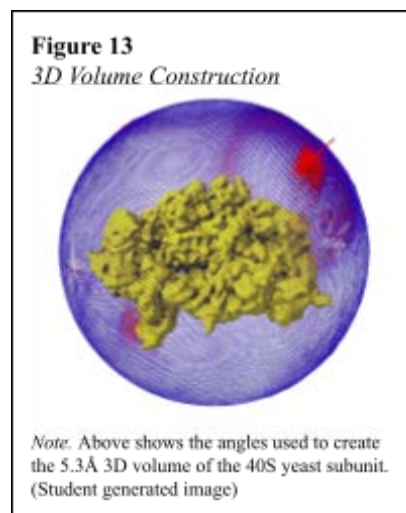 Figure 13
3D Volume Construction
Note. Above shows the angles used to create
the 5.3Å 3D volume of the 40S yeast subunit.
(Student generated image)